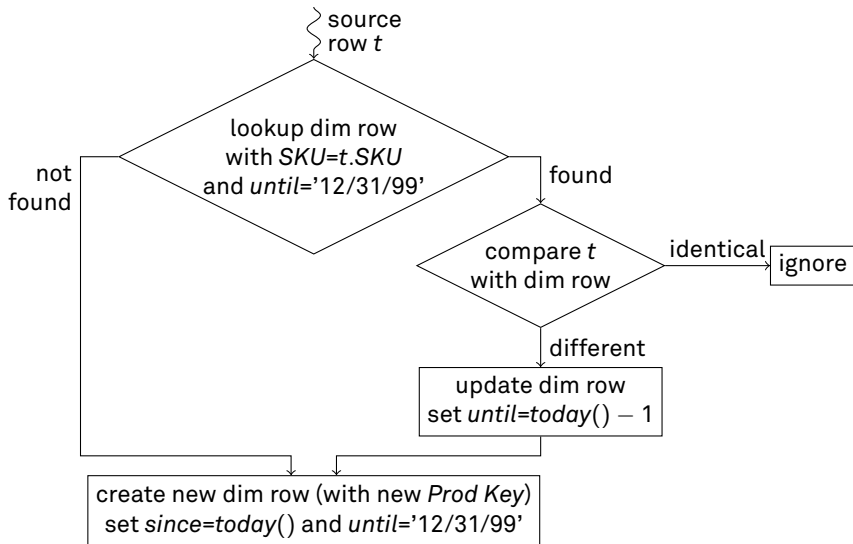 source
row t
lookup dim row
with SKU=t.SKU
and until='12/31/99'
not
found
found
compare t
with dim row
identical
ignore
different
update dim row
set until=today() − 1
create new dim row (with new Prod Key)
set since=today() and until='12/31/99'